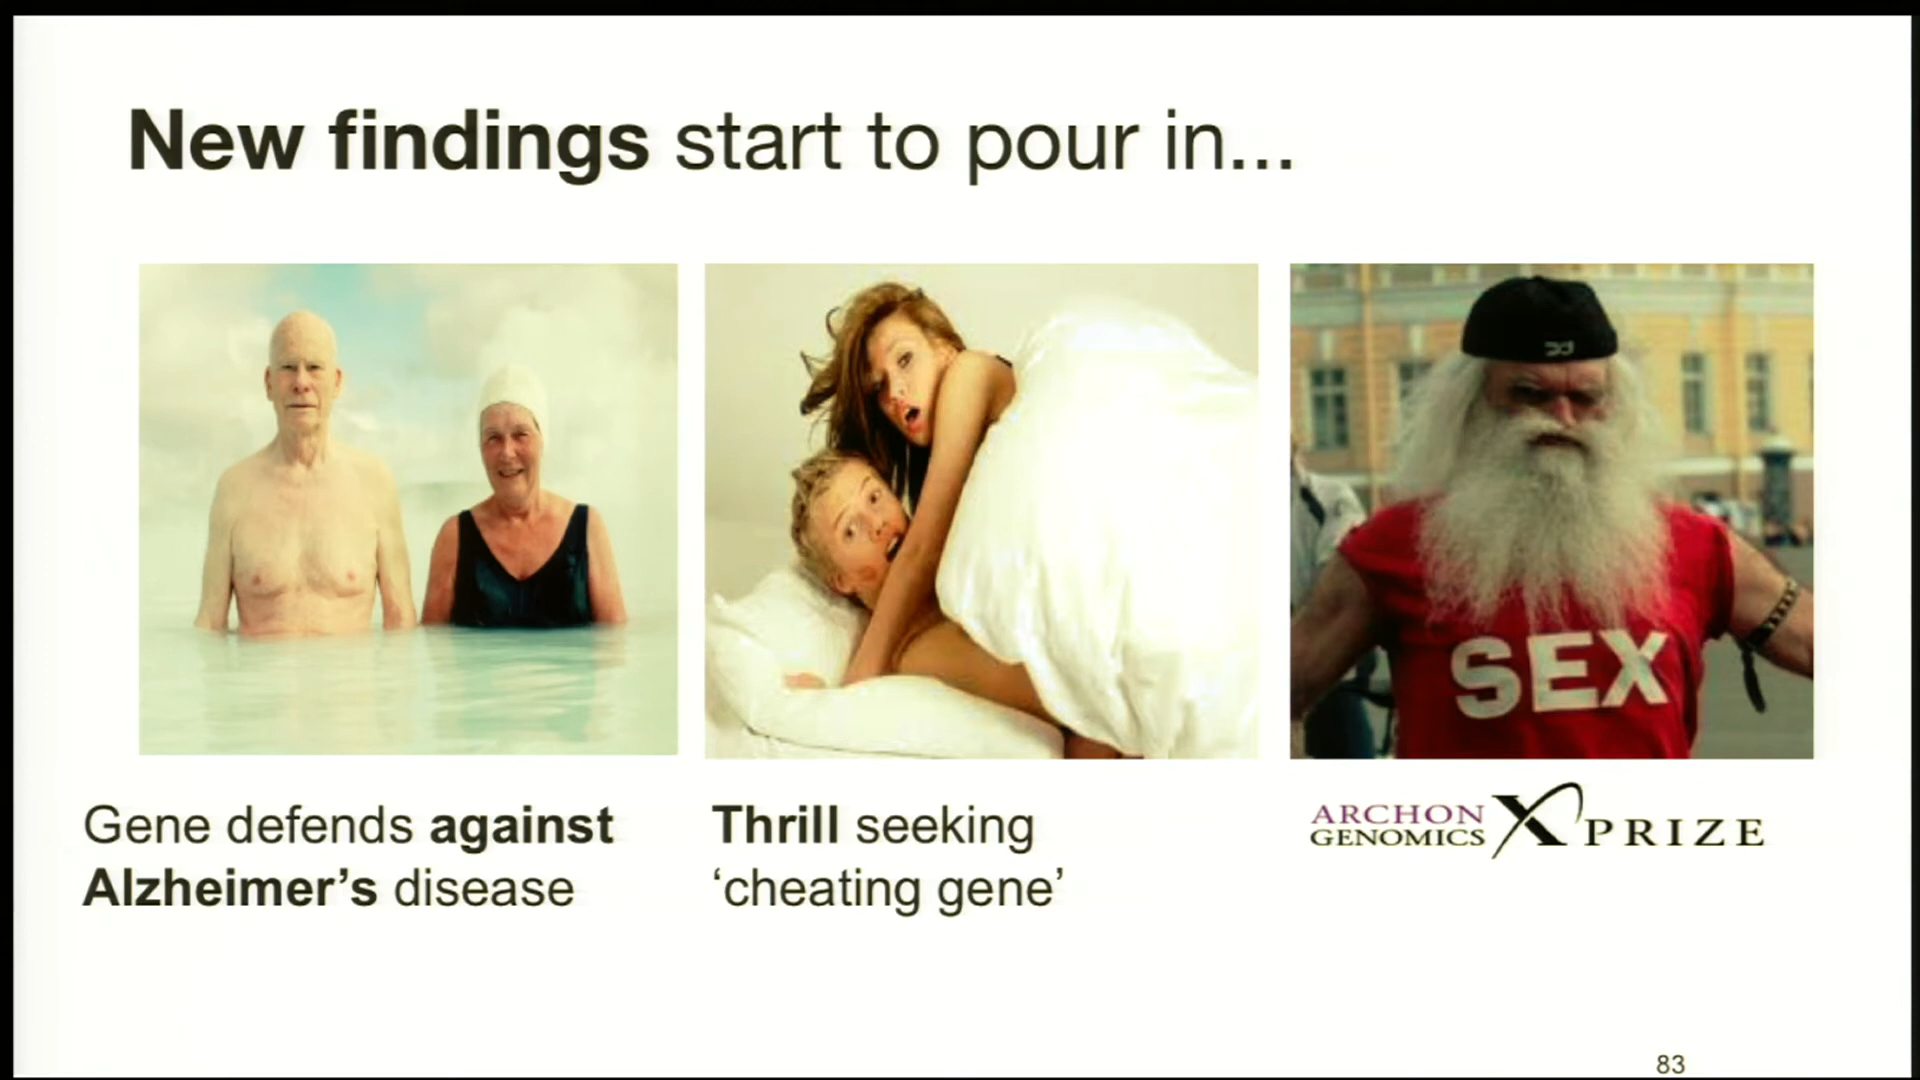 New findings start to pour in...
SEX
Gene defends against
Alzheimer's disease
Thrill seeking
‘cheating gene’
ARCHON
GENOMICS
X PRIZE
83